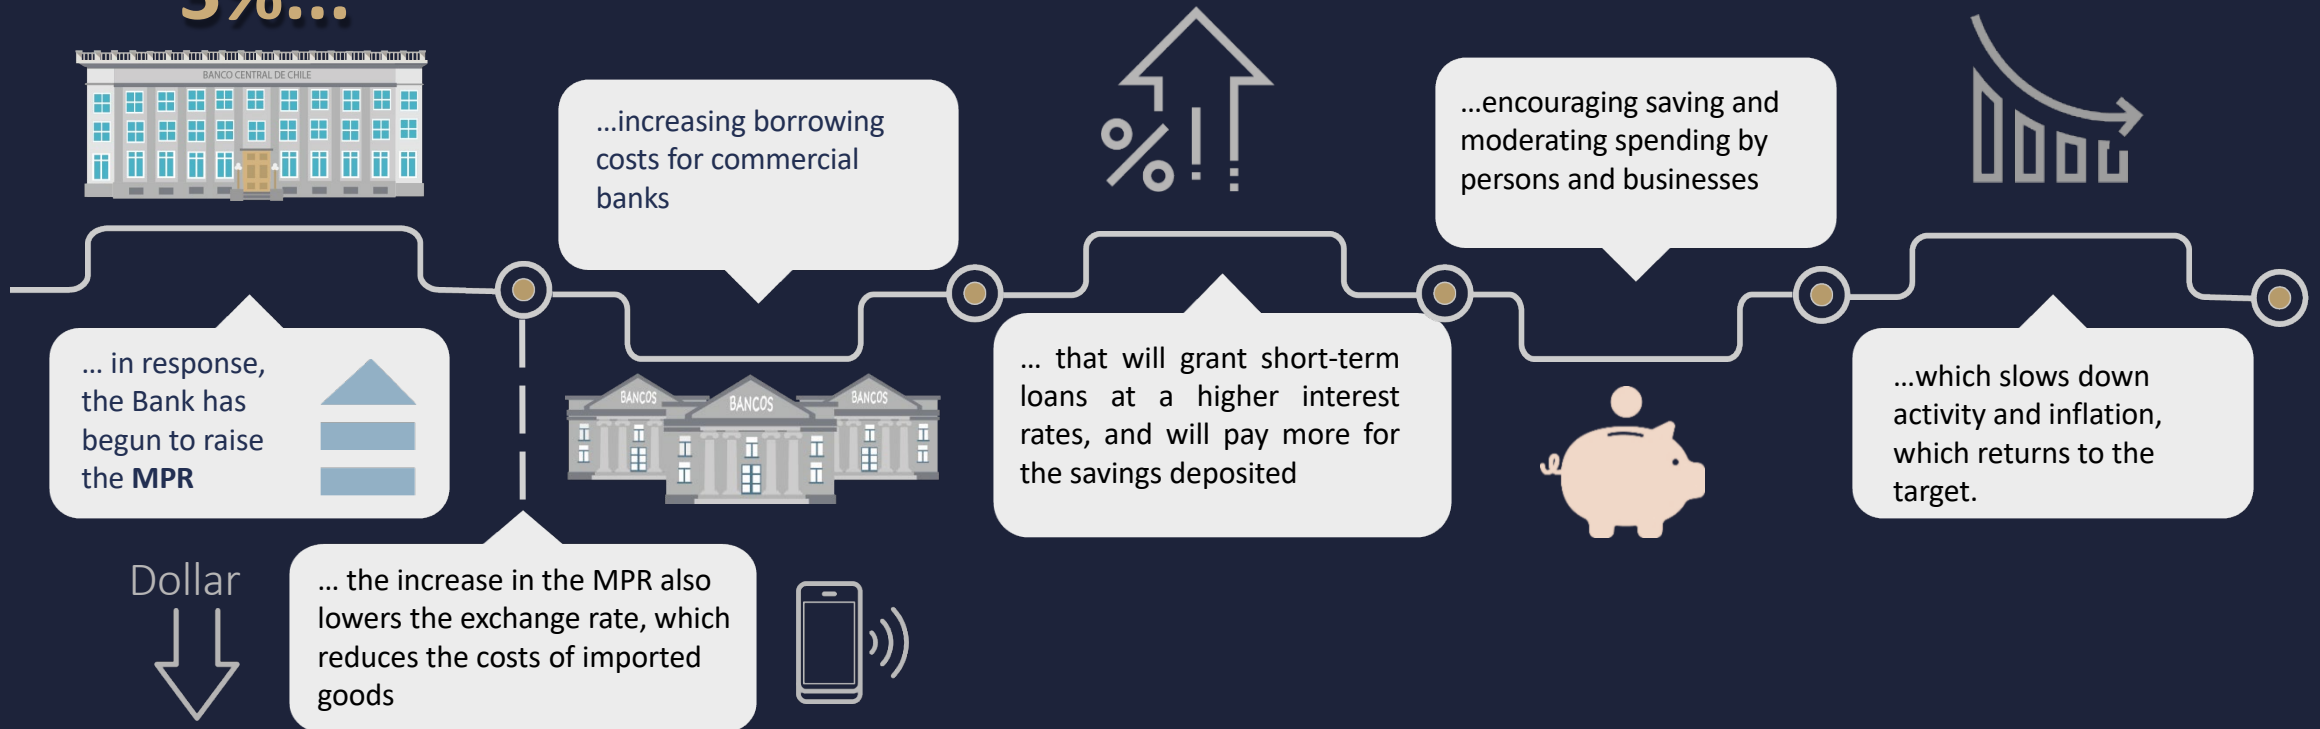 3%...
BANCO CENTRAL DE CHILE
... in response,
the Bank has
begun to raise
the MPR
Dollar
... the increase in the MPR also
lowers the exchange rate, which
reduces the costs of imported
goods
...increasing borrowing
costs for commercial
banks
BANCOS
BANCOS
BANCOS
%
... that will grant short-term
loans at a higher interest
rates, and will pay more for
the savings deposited
...encouraging saving and
moderating spending by
persons and businesses
...which slows down
activity and inflation,
which returns to the
target.